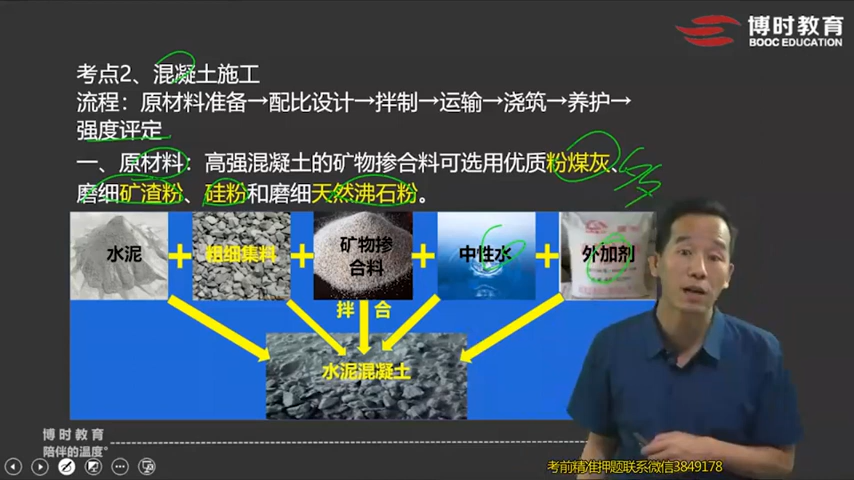 博时教育
BOOC EDUCATION
考点2、混凝土施工
流程：原材料准备→配比设计→拌制→运输→浇筑→养护→
强度评定
一、原材料：高强混凝土的矿物掺合料可选用优质粉煤灰、
磨细矿渣粉、硅粉和磨细天然沸石粉。
水泥
粗细集料
矿物掺
合料
中性水
外加剂
拌 合
水泥混凝土
博时教育
陪伴的温度°
考前精准押题联系微信3849178